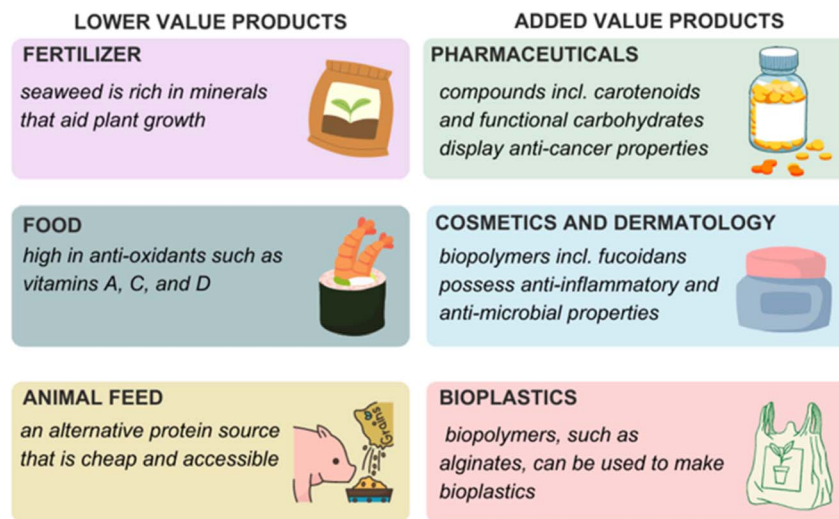 LOWER VALUE PRODUCTS
FERTILIZER
seaweed is rich in minerals
that aid plant growth
FOOD
high in anti-oxidants such as
vitamins A, C, and D
ANIMAL FEED
an alternative protein source
that is cheap and accessible
Grains
ADDED VALUE PRODUCTS
PHARMACEUTICALS
compounds incl. carotenoids
and functional carbohydrates
display anti-cancer properties
COSMETICS AND DERMATOLOGY
biopolymers incl. fucoidans
possess anti-inflammatory and
anti-microbial properties
BIOPLASTICS
biopolymers, such as
alginates, can be used to make
bioplastics